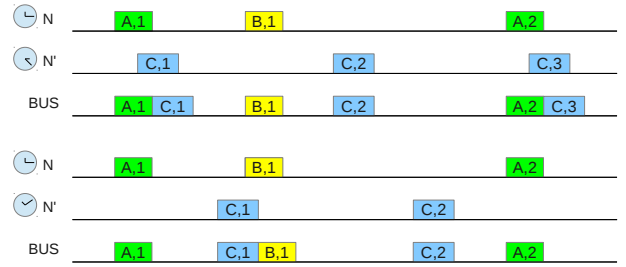 N A,1 B,1 A,2
N' C,1 C,2 C,3
BUS A,1 C,1 B,1 C,2 A,2 C,3
N A,1 B,1 A,2
N' C,1 C,2
BUS A,1 C,1 B,1 C,2 A,2